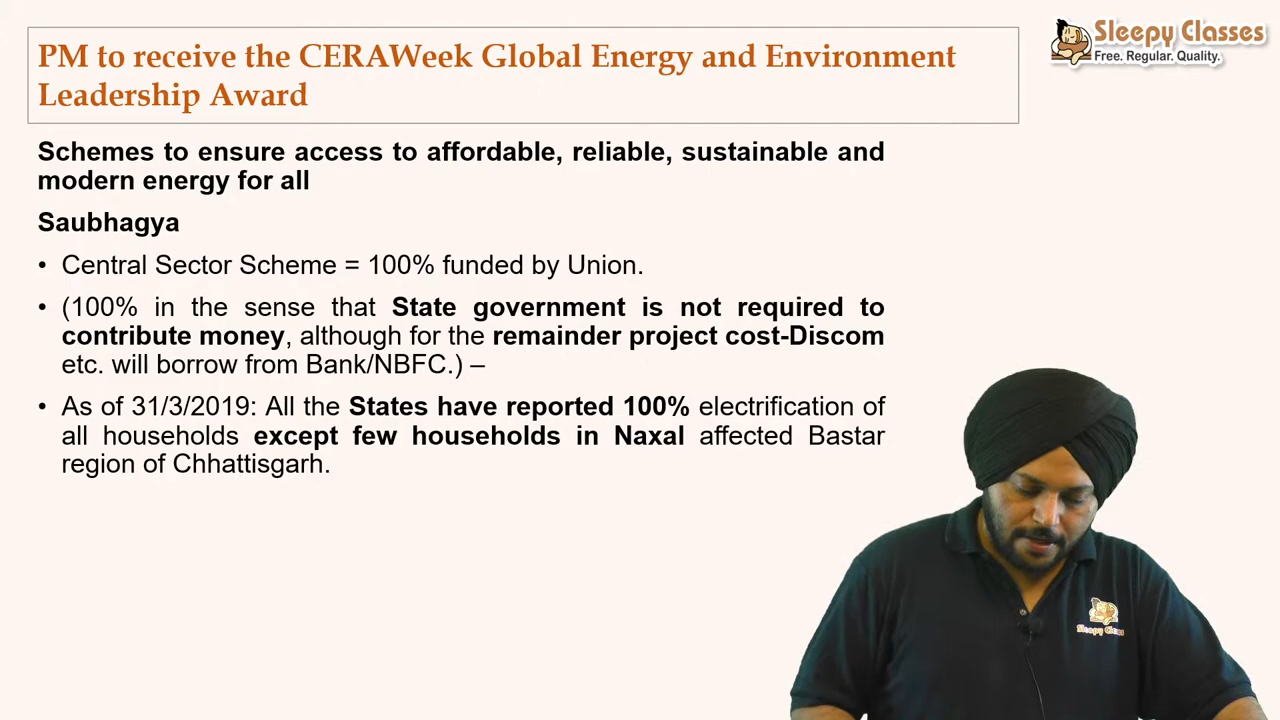 PM to receive the CERAWeek Global Energy and Environment
Leadership Award
Sleepy Classes
Free. Regular. Quality.
Schemes to ensure access to affordable, reliable, sustainable and
modern energy for all
Saubhagya
• Central Sector Scheme = 100% funded by Union.
• (100% in the sense that State government is not required to
contribute money, although for the remainder project cost-Discom
etc. will borrow from Bank/NBFC.) –
• As of 31/3/2019: All the States have reported 100% electrification of
all households except few households in Naxal affected Bastar
region of Chhattisgarh.